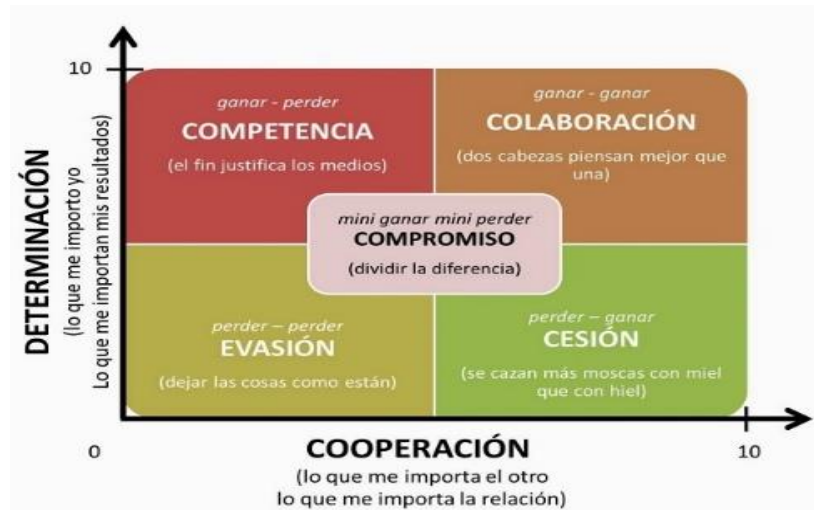 10
DETERMINACIÓN
(lo que me importo yo
Lo que me importan mis resultados)
ganar - perder
COMPETENCIA
(el fin justifica los medios)
ganar - ganar
COLABORACIÓN
(dos cabezas piensan mejor que
una)
mini ganar mini perder
COMPROMISO
(dividir la diferencia)
perder – perder
EVASIÓN
(dejar las cosas como están)
perder – ganar
CESIÓN
(se cazan más moscas con miel
que con hiel)
0
COOPERACIÓN
(lo que me importa el otro
lo que me importa la relación)
10